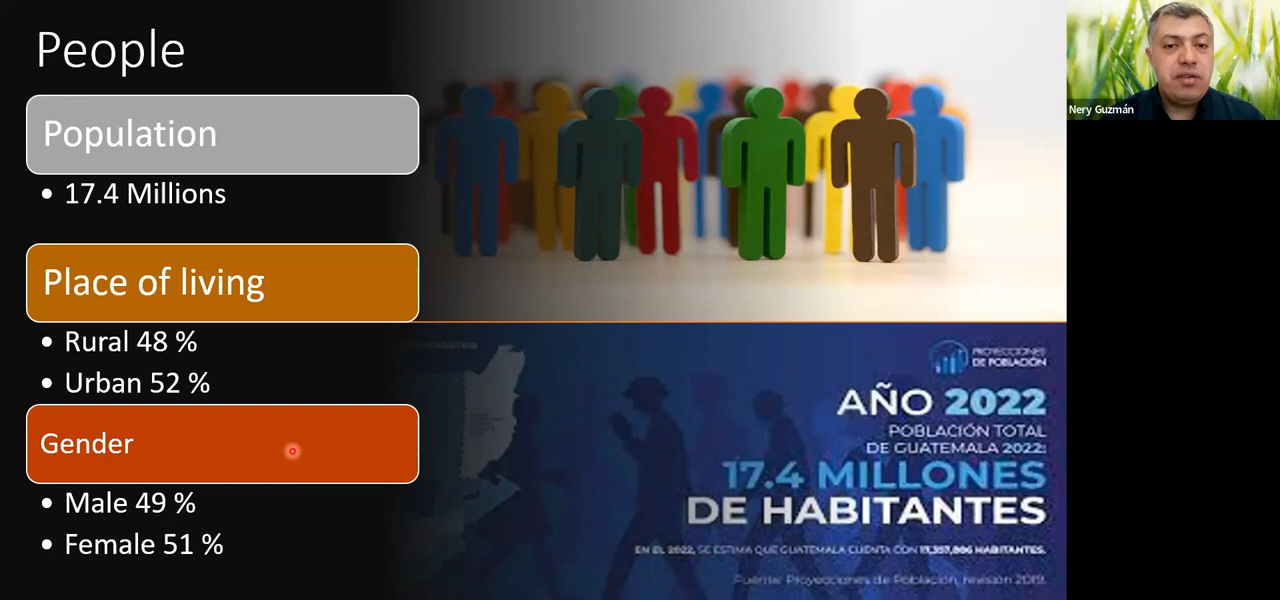 People
Population
• 17.4 Millions
Place of living
• Rural 48 %
• Urban 52 %
Gender
• Male 49 %
• Female 51 %
PROYECCIONES
DE POBLACIÓN
AÑO 2022
POBLACIÓN TOTAL
DE GUATEMALA 2022:
17.4 MILLONES
DE HABITANTES
EN EL 2022, SE ESTIMA QUE GUATEMALA CUENTA CON HABITANTES.
Fuente: Proyecciones de Población, revisión 2019.
Nery Guzmán